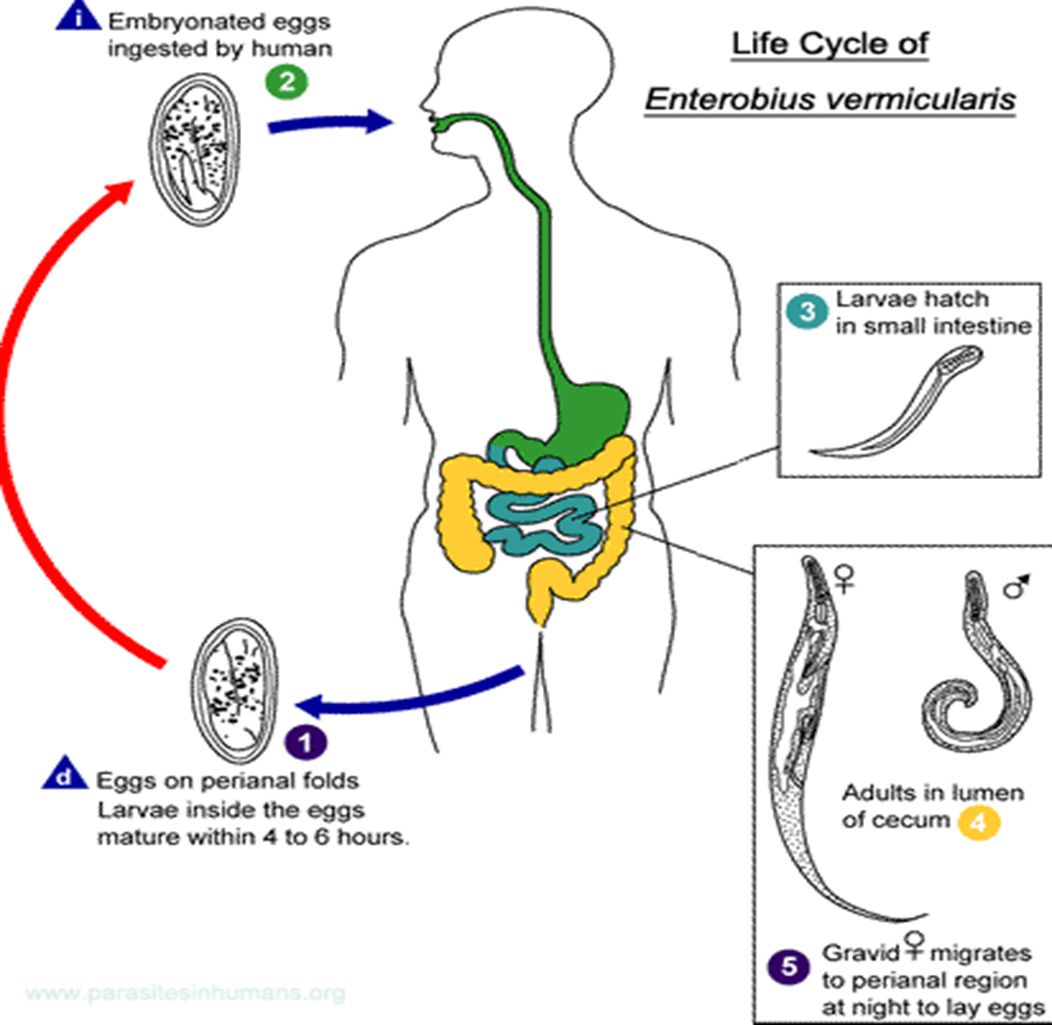 Life Cycle of
Enterobius vermicularis
i
Embryonated eggs
ingested by human
2
3
Larvae hatch
in small intestine
♀
♂
Adults in lumen
of cecum 4
1
d
Eggs on perianal folds
Larvae inside the eggs
mature within 4 to 6 hours.
5
Gravid ♀ migrates
to perianal region
at night to lay eggs
www.parasitesinhumans.org